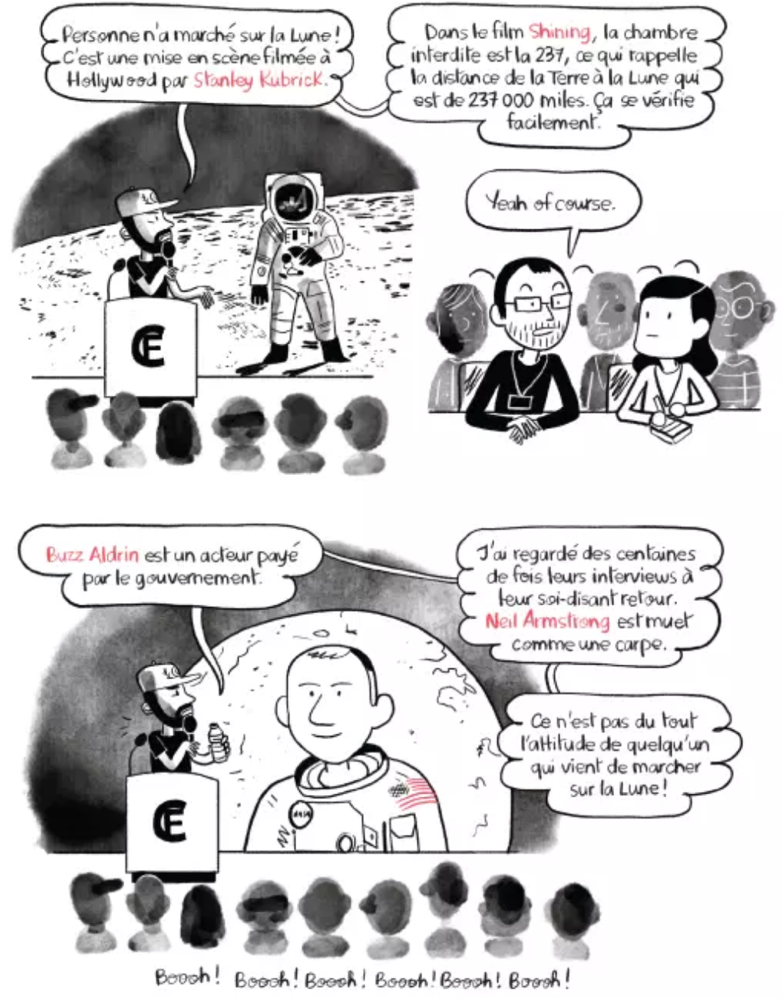 Personne n'a marché sur la Lune!
C'est une mise en scène filmée à
Hollywood par Stanley Kubrick.
Dans le film Shining, la chambre
interdite est la 237, ce qui rappelle
la distance de la Terre à la Lune qui
est de 237 000 miles. Ça se vérifie
facilement.
Yeah of course.
CE
Buzz Aldrin est un acteur payé
par le gouvernement.
J'ai regardé des centaines
de fois leurs interviews à
leur soi-disant retour.
Neil Armstrong est muet
comme une carpe.
Ce n'est pas du tout
l'attitude de quelqu'un
qui vient de marcher
sur la Lune!
CE
Boooh! Boooh! Boooh! Boooh! Boooh! Boooh!